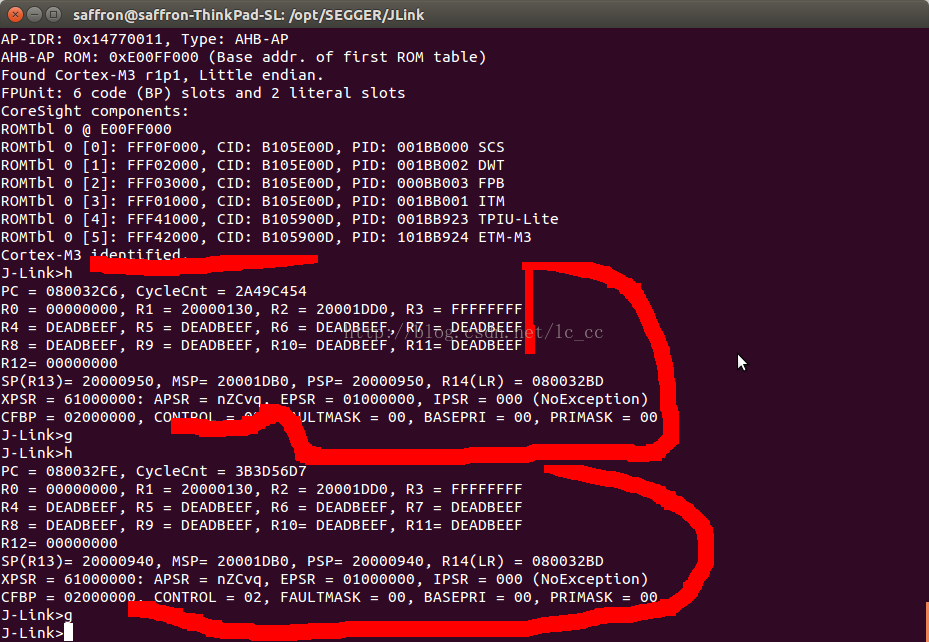 saffron@saffron-ThinkPad-SL: /opt/SEGGER/JLink
AP-IDR: 0x14770011, Type: AHB-AP
AHB-AP ROM: 0xE00FF000 (Base addr. of first ROM table)
Found Cortex-M3 r1p1, Little endian.
FPUnit: 6 code (BP) slots and 2 literal slots
CoreSight components:
ROMTbl 0 @ E00FF000
ROMTbl 0 [0]: FFF0F000, CID: B105E00D, PID: 001BB000 SCS
ROMTbl 0 [1]: FFF02000, CID: B105E00D, PID: 001BB002 DWT
ROMTbl 0 [2]: FFF03000, CID: B105E00D, PID: 000BB003 FPB
ROMTbl 0 [3]: FFF01000, CID: B105E00D, PID: 001BB001 ITM
ROMTbl 0 [4]: FFF41000, CID: B105900D, PID: 001BB923 TPIU-Lite
ROMTbl 0 [5]: FFF42000, CID: B105900D, PID: 101BB924 ETM-M3
Cortex-M3 identified.
J-Link>h
PC = 080032C6, CycleCnt = 2A49C454
R0 = 00000000, R1 = 20000130, R2 = 20001DD0, R3 = FFFFFFFF
R4 = DEADBEEF, R5 = DEADBEEF, R6 = DEADBEEF, R7 = DEADBEEF
http://blog.csdn.net/lc_cc
R8 = DEADBEEF, R9 = DEADBEEF, R10= DEADBEEF, R11= DEADBEEF
R12= 00000000
SP(R13)= 20000950, MSP= 20001DB0, PSP= 20000950, R14(LR) = 080032BD
XPSR = 61000000: APSR = nZCvq, EPSR = 01000000, IPSR = 000 (NoException)
CFBP = 02000000, CONTROL = FAULTMASK = 00, BASEPRI = 00, PRIMASK = 00
J-Link>g
J-Link>h
PC = 080032FE, CycleCnt = 3B3D56D7
R0 = 00000000, R1 = 20000130, R2 = 20001DD0, R3 = FFFFFFFF
R4 = DEADBEEF, R5 = DEADBEEF, R6 = DEADBEEF, R7 = DEADBEEF
R8 = DEADBEEF, R9 = DEADBEEF, R10= DEADBEEF, R11= DEADBEEF
R12= 00000000
SP(R13)= 20000940, MSP= 20001DB0, PSP= 20000940, R14(LR) = 080032BD
XPSR = 61000000: APSR = nZCvq, EPSR = 01000000, IPSR = 000 (NoException)
CFBP = 02000000, CONTROL = 02, FAULTMASK = 00, BASEPRI = 00, PRIMASK = 00
J-Link>g
J-Link>